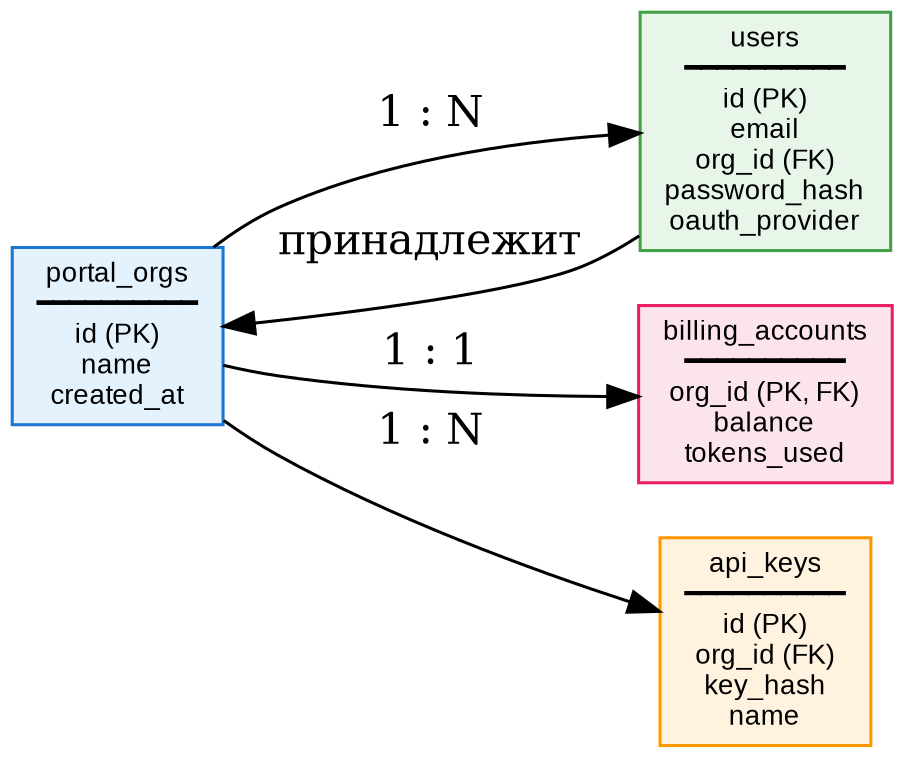 portal_orgs
id (PK)
name
created_at
1 : N
принадлежит
1 : 1
1 : N
users
id (PK)
email
org_id (FK)
password_hash
oauth_provider
billing_accounts
org_id (PK, FK)
balance
tokens_used
api_keys
id (PK)
org_id (FK)
key_hash
name